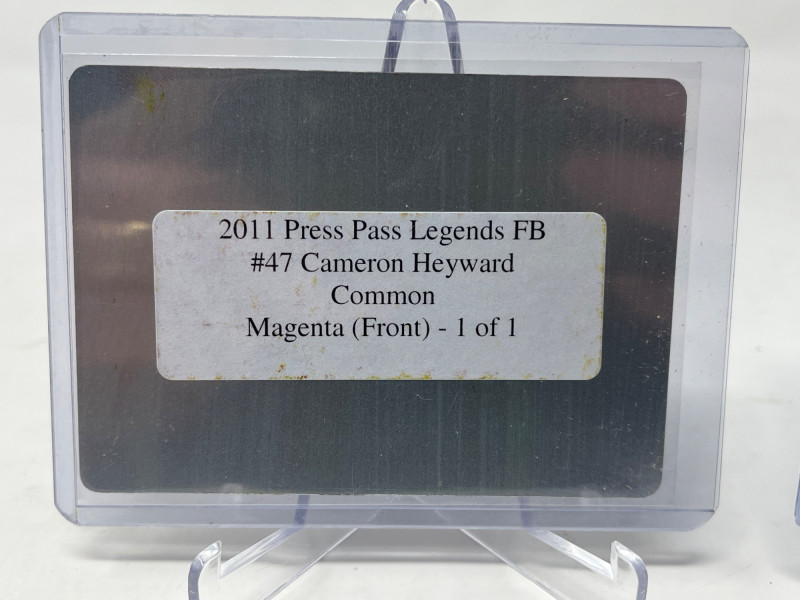 2011 Press Pass Legends FB
#47 Cameron Heyward
Common
Magenta (Front) - 1 of 1